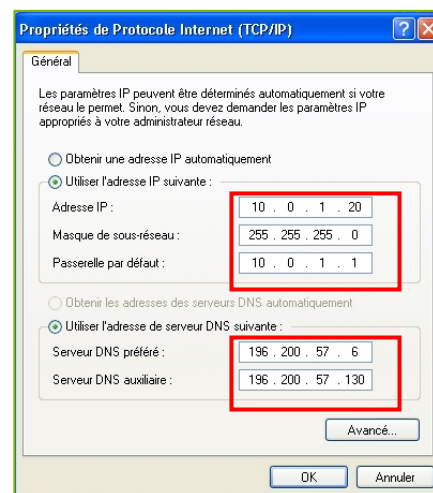 Propriétés de Protocole Internet (TCP/IP)
Général
Les paramètres IP peuvent être déterminés automatiquement si votre
réseau le permet. Sinon, vous devez demander les paramètres IP
appropriés à votre administrateur réseau.
Obtenir une adresse IP automatiquement
Utiliser l'adresse IP suivante :
Adresse IP : 10 . 0 . 1 . 20
Masque de sous-réseau : 255 . 255 . 255 . 0
Passerelle par défaut : 10 . 0 . 1 . 1
Obtenir les adresses des serveurs DNS automatiquement
Utiliser l'adresse de serveur DNS suivante :
Serveur DNS préféré : 196 . 200 . 57 . 6
Serveur DNS auxiliaire : 196 . 200 . 57 . 130
Avancé...
OK Annuler